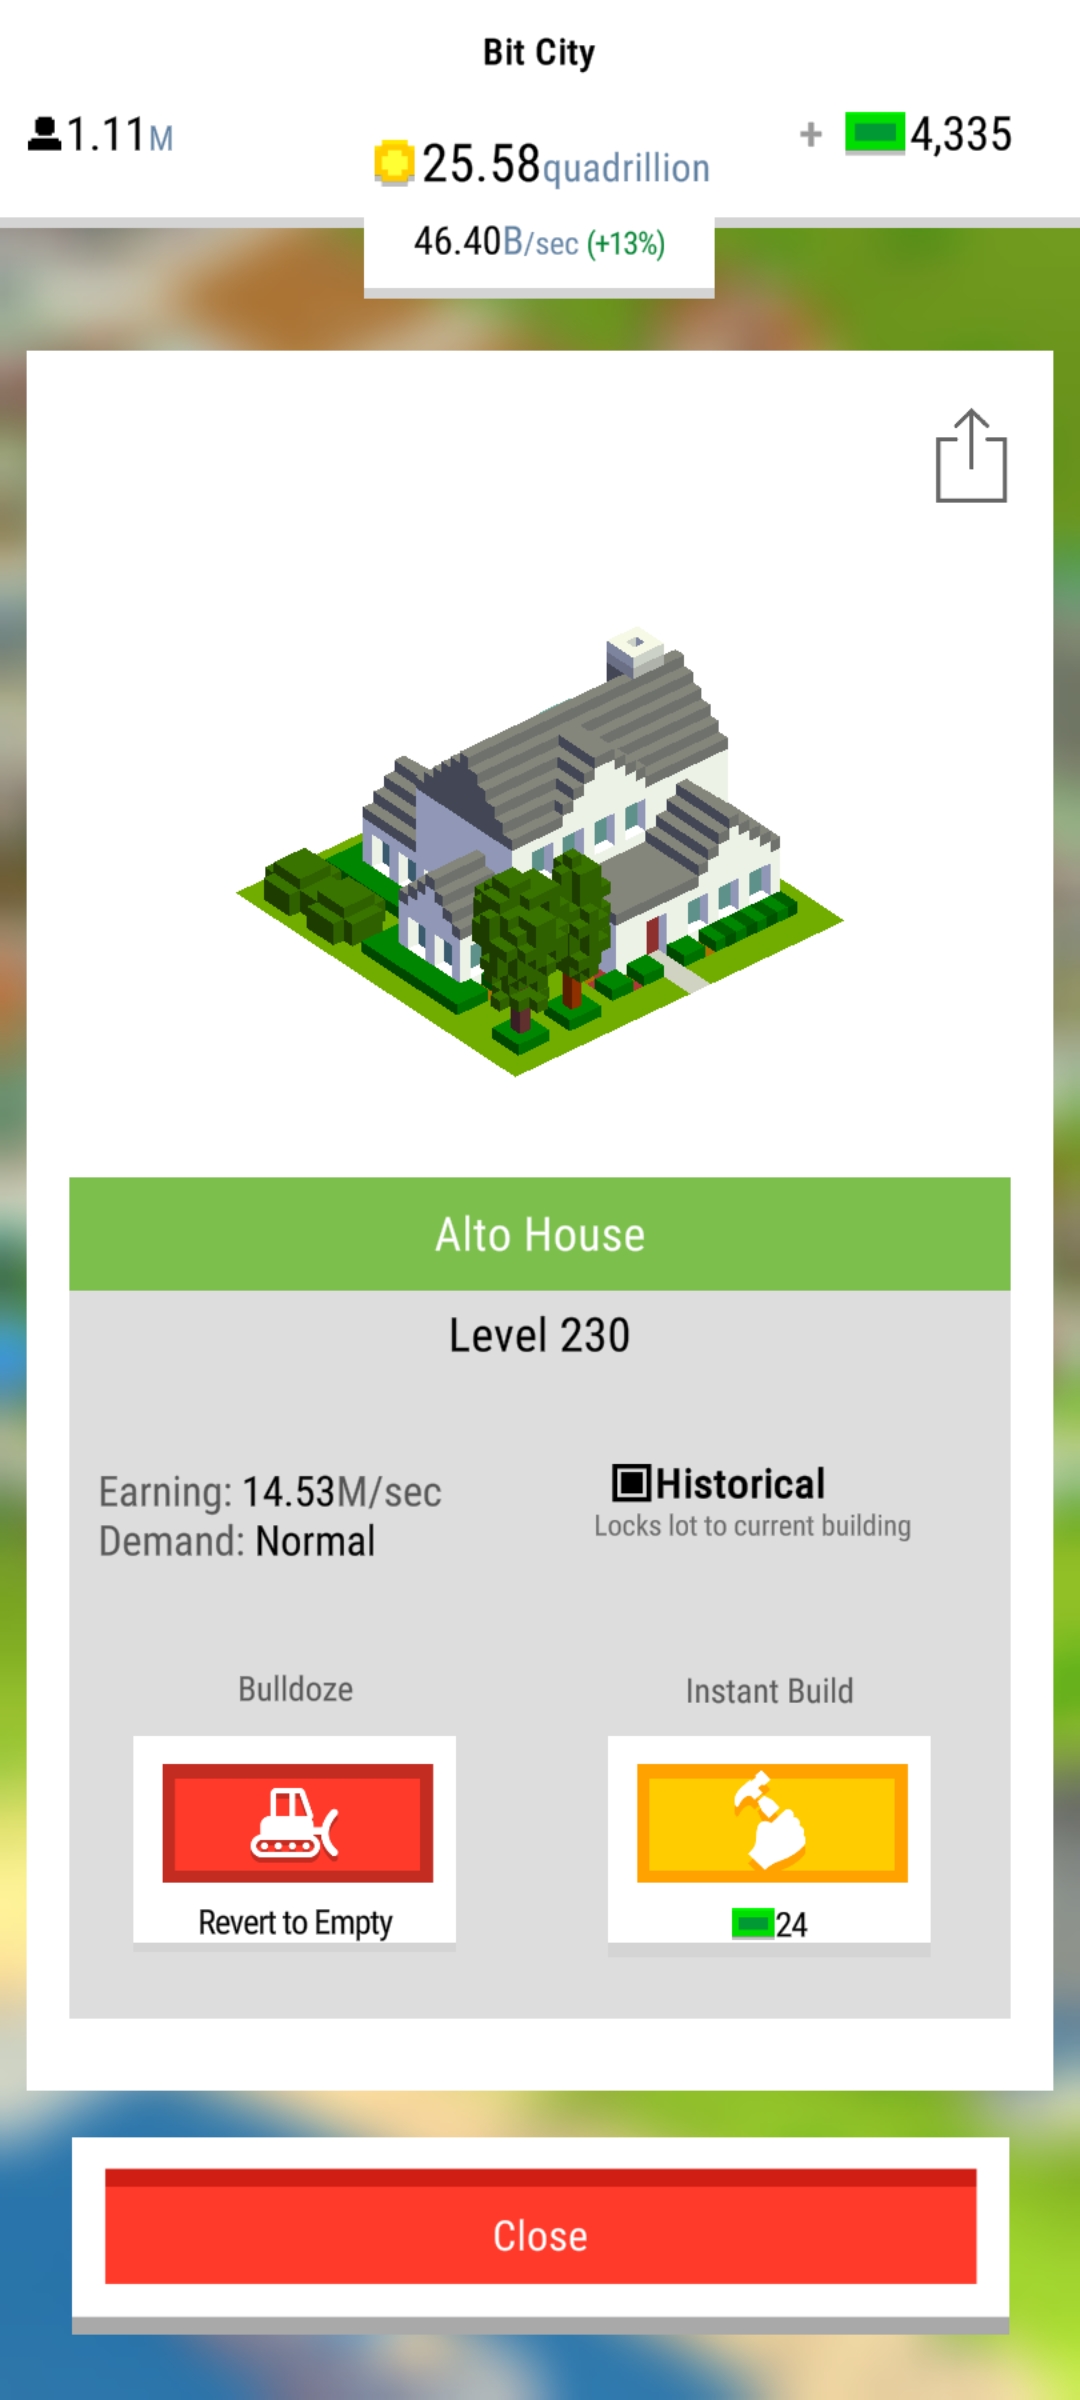 Bit City
1.11M
25.58quadrillion
+ 4,335
46.40B/sec (+13%)
Alto House
Level 230
Earning: 14.53M/sec
Demand: Normal
Historical
Locks lot to current building
Bulldoze
Revert to Empty
Instant Build
24
Close